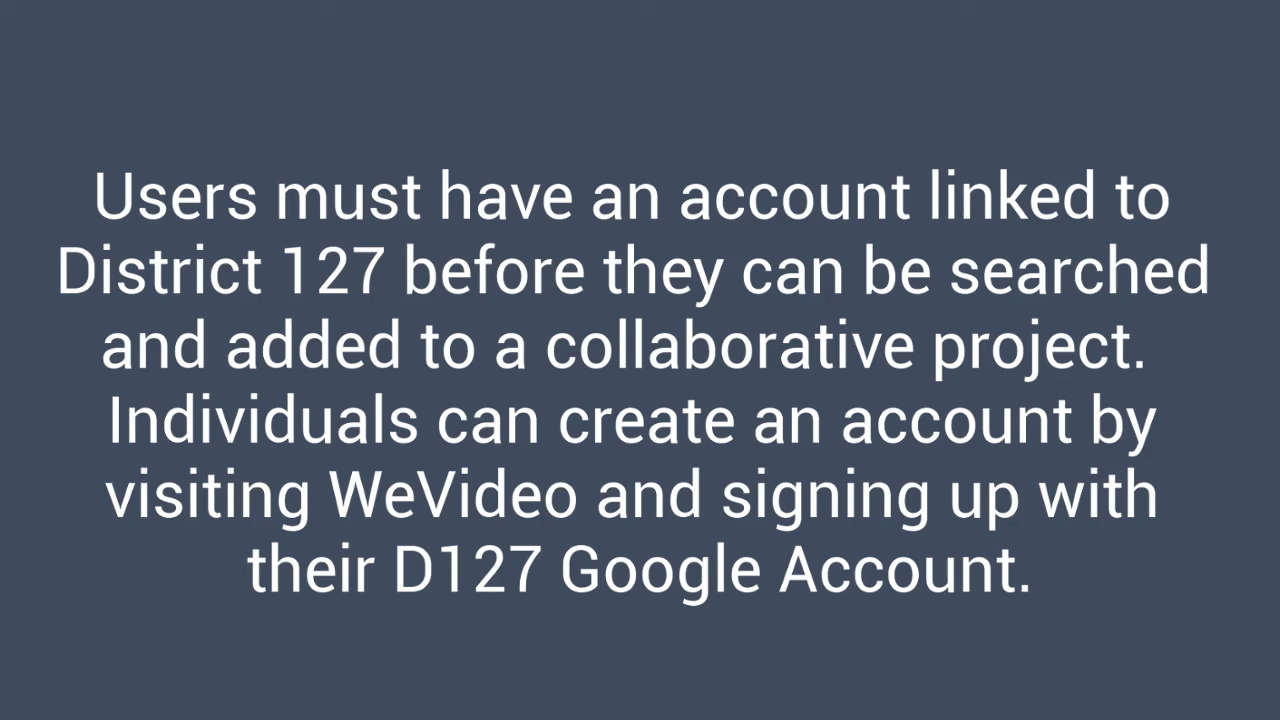 Users must have an account linked to
District 127 before they can be searched
and added to a collaborative project.
Individuals can create an account by
visiting WeVideo and signing up with
their D127 Google Account.